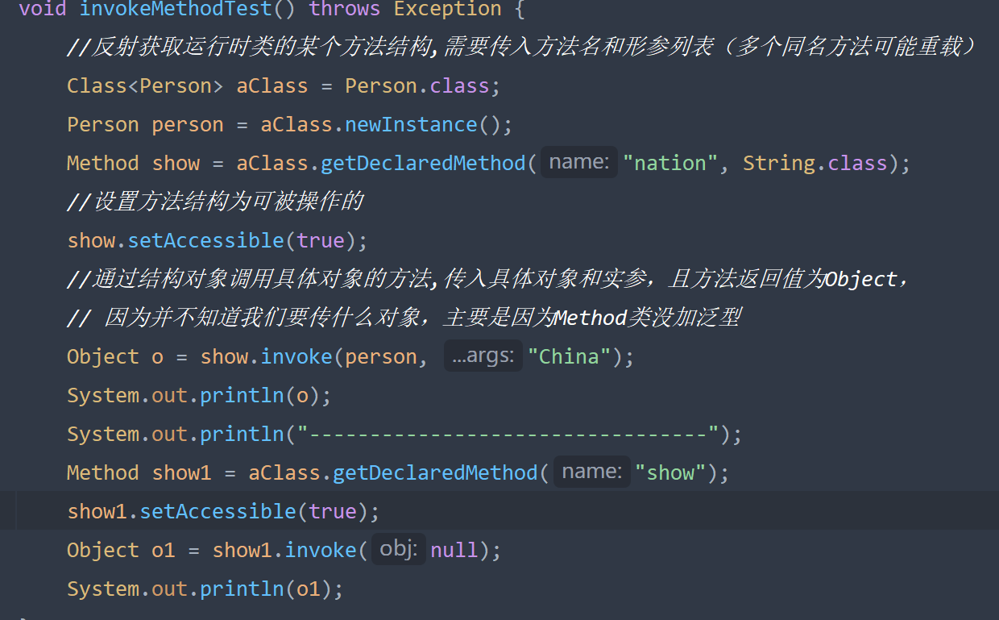 void invokeMethodTest() throws Exception {
//反射获取运行时类的某个方法结构,需要传入方法名和形参列表（多个同名方法可能重载）
Class<Person> aClass = Person.class;
Person person = aClass.newInstance();
Method show = aClass.getDeclaredMethod( name: "nation", String.class);
//设置方法结构为可被操作的
show.setAccessible(true);
//通过结构对象调用具体对象的方法,传入具体对象和实参，且方法返回值为Object，
// 因为并不知道我们要传什么对象，主要是因为Method类没加泛型
Object o = show.invoke(person, ...args: "China");
System.out.println(o);
System.out.println("---------------------------------");
Method show1 = aClass.getDeclaredMethod( name: "show");
show1.setAccessible(true);
Object o1 = show1.invoke( obj: null);
System.out.println(o1);